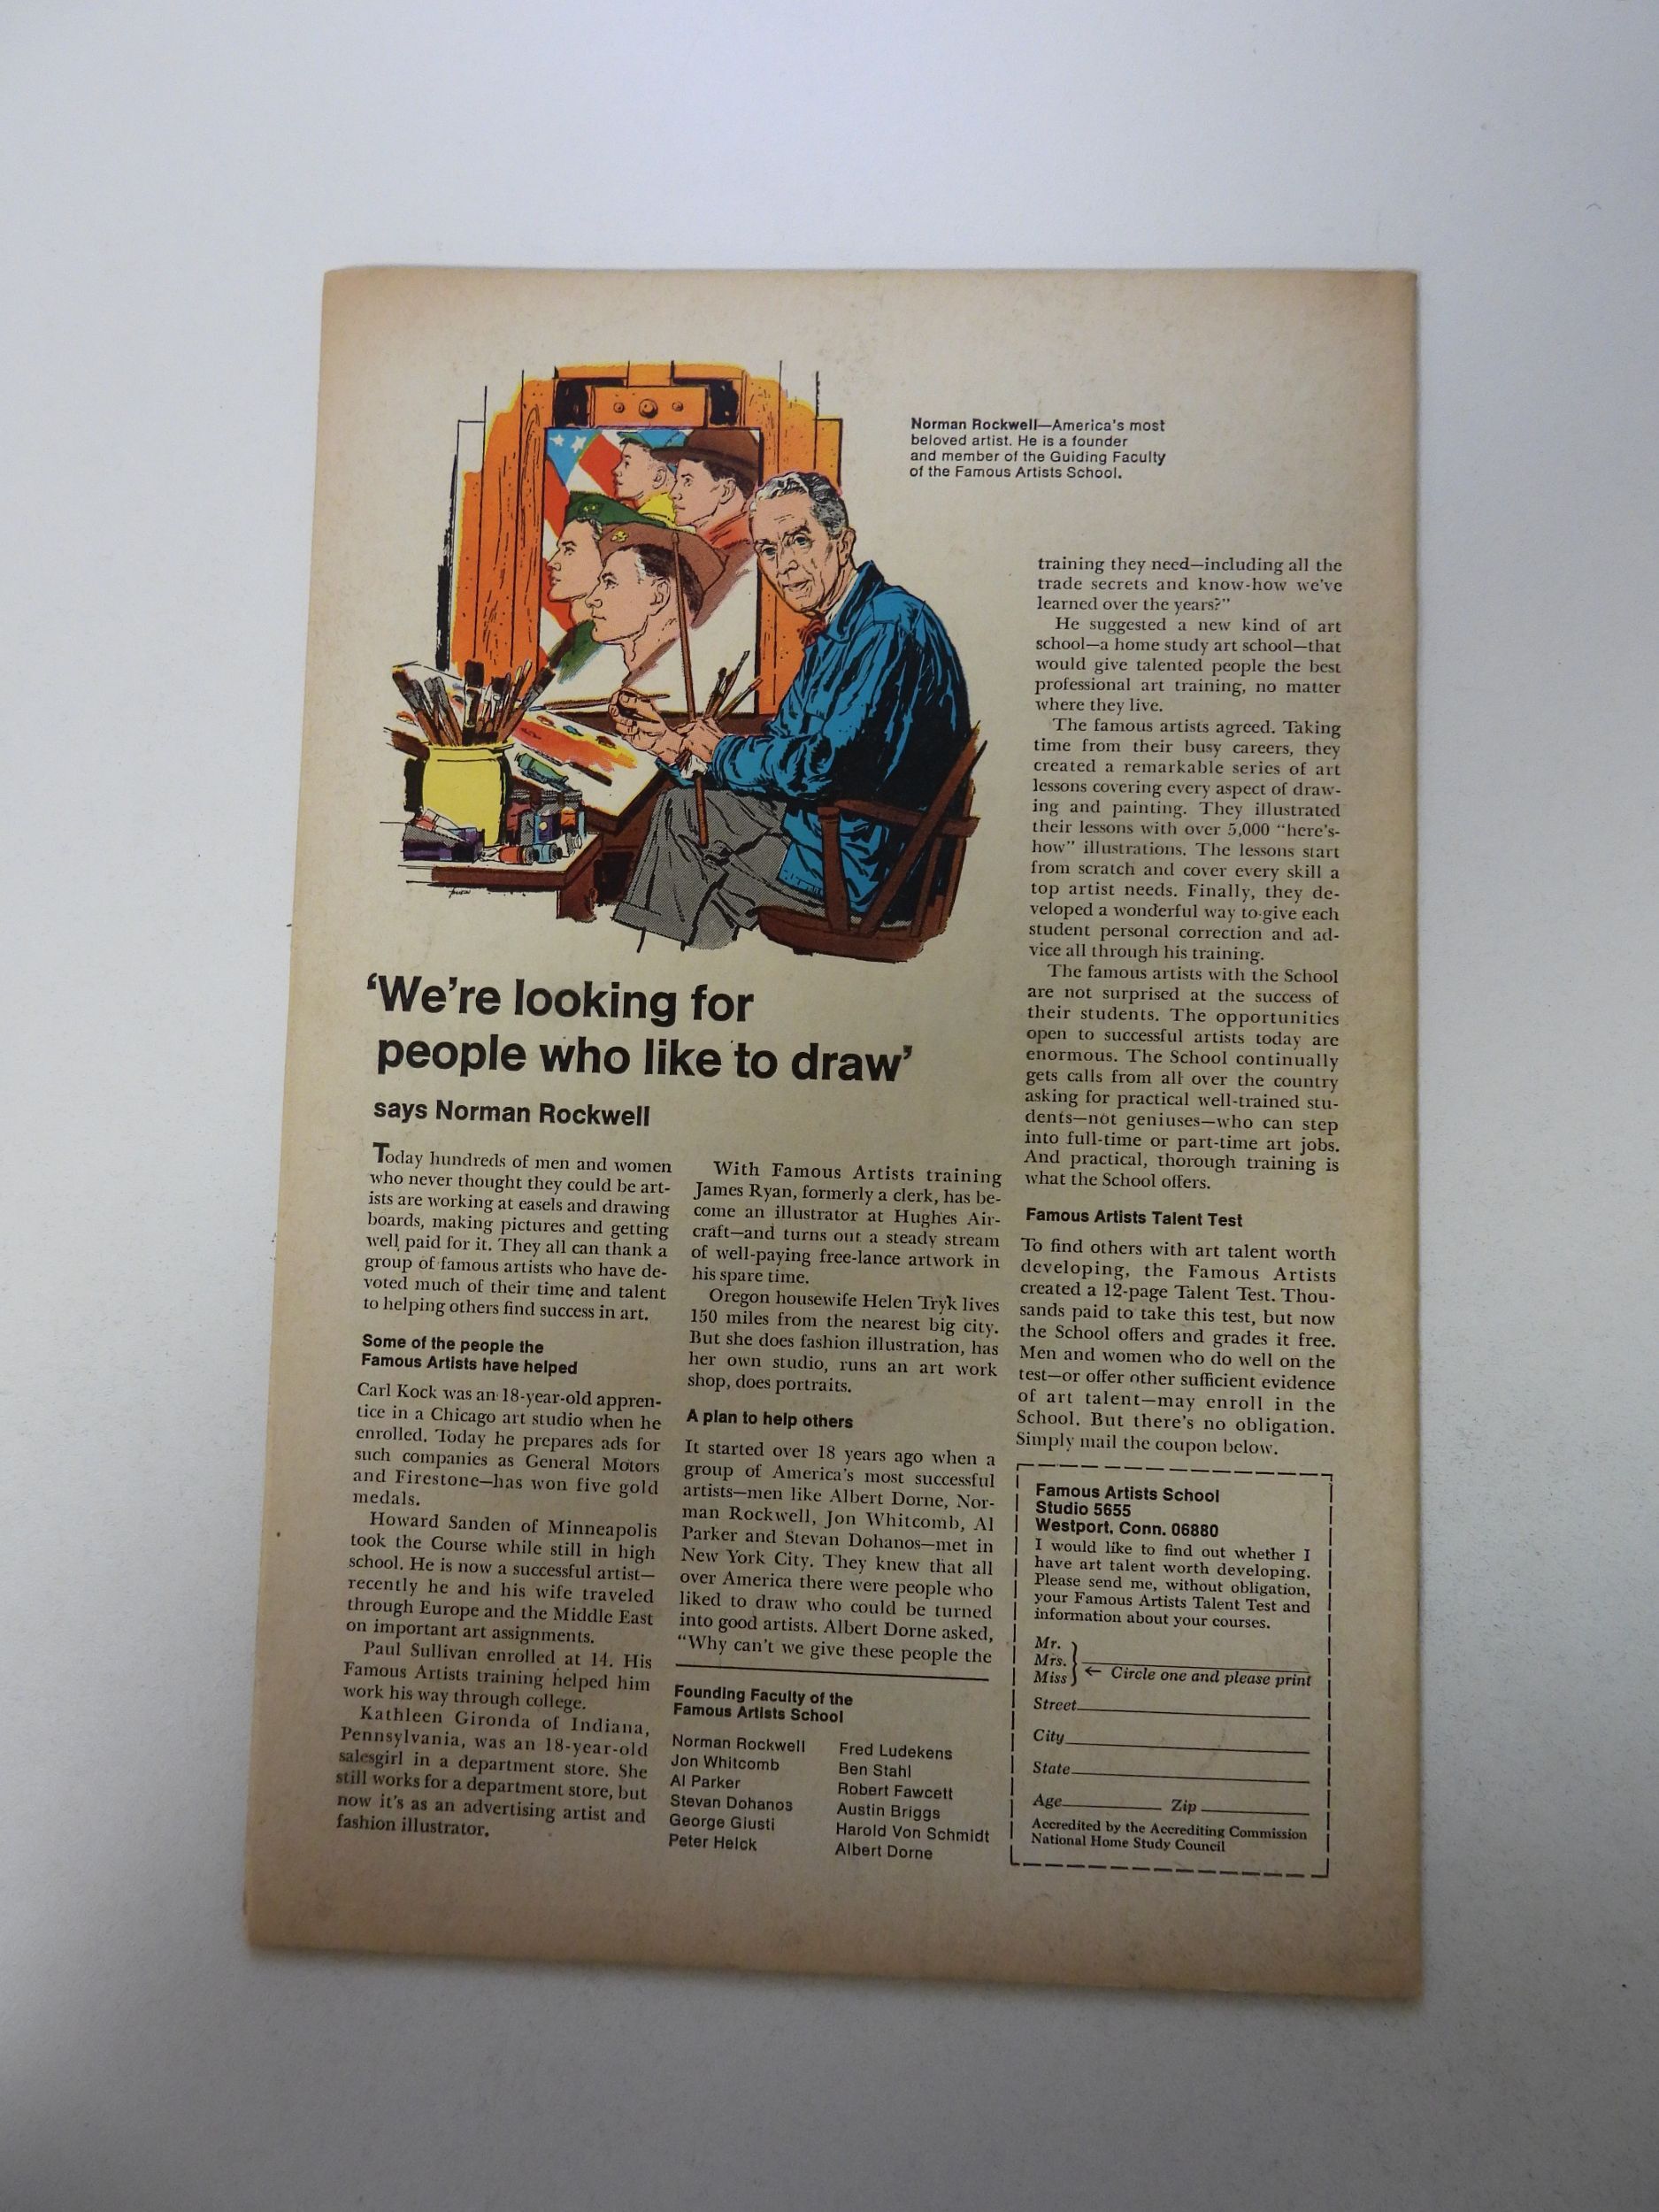 Norman Rockwell—America's most
beloved artist. He is a founder
and member of the Guiding Faculty
of the Famous Artists School.
'We're looking for
people who like to draw'
says Norman Rockwell
Today hundreds of men and women
who never thought they could be art-
ists are working at easels and drawing
boards, making pictures and getting
well paid for it. They all can thank a
group of famous artists who have de-
voted much of their time and talent
to helping others find success in art.
Some of the people the
Famous Artists have helped
Carl Kock was an 18-year-old appren-
tice in a Chicago art studio when he
enrolled. Today he prepares ads for
such companies as General Motors
and Firestone—has won five gold
medals.
Howard Sanden of Minneapolis
took the Course while still in high
school. He is now a successful artist—
recently he and his wife traveled
through Europe and the Middle East
on important art assignments.
Paul Sullivan enrolled at 14. His
Famous Artists training helped him
work his way through college.
Kathleen Gironda of Indiana,
Pennsylvania, was an 18-year-old
salesgirl in a department store. She
still works for a department store, but
now it's as an advertising artist and
fashion illustrator.
With Famous Artists training
James Ryan, formerly a clerk, has be-
come an illustrator at Hughes Air-
craft—and turns out a steady stream
of well-paying free-lance artwork in
his spare time.
Oregon housewife Helen Tryk lives
150 miles from the nearest big city.
But she does fashion illustration, has
her own studio, runs an art work
shop, does portraits.
A plan to help others
It started over 18 years ago when a
group of America's most successful
artists—men like Albert Dorne, Nor-
man Rockwell, Jon Whitcomb, Al
Parker and Stevan Dohanos—met in
New York City. They knew that all
over America there were people who
liked to draw who could be turned
into good artists. Albert Dorne asked,
"Why can't we give these people the
Founding Faculty of the
Famous Artists School
Norman Rockwell
Jon Whitcomb
Al Parker
Stevan Dohanos
George Giusti
Peter Helck
Fred Ludekens
Ben Stahl
Robert Fawcett
Austin Briggs
Harold Von Schmidt
Albert Dorne
training they need—including all the
trade secrets and know-how we've
learned over the years?"
He suggested a new kind of art
school—a home study art school—that
would give talented people the best
professional art training, no matter
where they live.
The famous artists agreed. Taking
time from their busy careers, they
created a remarkable series of art
lessons covering every aspect of draw-
ing and painting. They illustrated
their lessons with over 5,000 "here's-
how" illustrations. The lessons start
from scratch and cover every skill a
top artist needs. Finally, they de-
veloped a wonderful way to give each
student personal correction and ad-
vice all through his training.
The famous artists with the School
are not surprised at the success of
their students. The opportunities
open to successful artists today are
enormous. The School continually
gets calls from all over the country
asking for practical well-trained stu-
dents—not geniuses—who can step
into full-time or part-time art jobs.
And practical, thorough training is
what the School offers.
Famous Artists Talent Test
To find others with art talent worth
developing, the Famous Artists
created a 12-page Talent Test. Thou-
sands paid to take this test, but now
the School offers and grades it free.
Men and women who do well on the
test—or offer other sufficient evidence
of art talent—may enroll in the
School. But there's no obligation.
Simply mail the coupon below.
Famous Artists School
Studio 5655
Westport, Conn. 06880
I would like to find out whether I
have art talent worth developing.
Please send me, without obligation,
your Famous Artists Talent Test and
information about your courses.
Mr.
Mrs.
Miss ← Circle one and please print
Street
City
State
Age Zip
Accredited by the Accrediting Commission
National Home Study Council